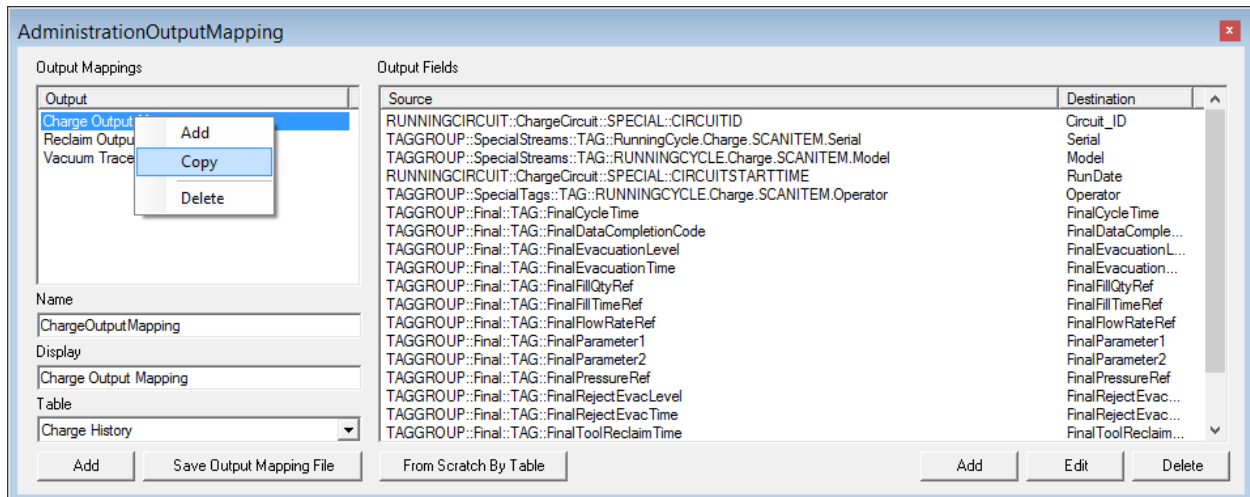 AdministrationOutputMapping
x
Output Mappings
Output
Charge Output M
Reclaim Outpu
Vacuum Trace
Add
Copy
Delete
Name
ChargeOutputMapping
Display
Charge Output Mapping
Table
Charge History
Add Save Output Mapping File
Output Fields
Source Destination
RUNNINGCIRCUIT::ChargeCircuit::SPECIAL::CIRCUITID Circuit_ID
TAGGROUP::SpecialStreams::TAG::RunningCycle.Charge.SCANITEM.Serial Serial
TAGGROUP::SpecialStreams::TAG::RUNNINGCYCLE.Charge.SCANITEM.Model Model
RUNNINGCIRCUIT::ChargeCircuit::SPECIAL::CIRCUITSTARTTIME RunDate
TAGGROUP::SpecialTags::TAG::RUNNINGCYCLE.Charge.SCANITEM.Operator Operator
TAGGROUP::Final::TAG::FinalCycleTime FinalCycleTime
TAGGROUP::Final::TAG::FinalDataCompletionCode FinalDataComple...
TAGGROUP::Final::TAG::FinalEvacuationLevel FinalEvacuationL...
TAGGROUP::Final::TAG::FinalEvacuationTime FinalEvacuation...
TAGGROUP::Final::TAG::FinalFillQtyRef FinalFillQtyRef
TAGGROUP::Final::TAG::FinalFillTimeRef FinalFillTimeRef
TAGGROUP::Final::TAG::FinalFlowRateRef FinalFlowRateRef
TAGGROUP::Final::TAG::FinalParameter1 FinalParameter1
TAGGROUP::Final::TAG::FinalParameter2 FinalParameter2
TAGGROUP::Final::TAG::FinalPressureRef FinalPressureRef
TAGGROUP::Final::TAG::FinalRejectEvacLevel FinalRejectEvac...
TAGGROUP::Final::TAG::FinalRejectEvacTime FinalRejectEvac...
TAGGROUP::Final::TAG::FinalToolReclaimTime FinalToolReclaim...
From Scratch By Table Add Edit Delete